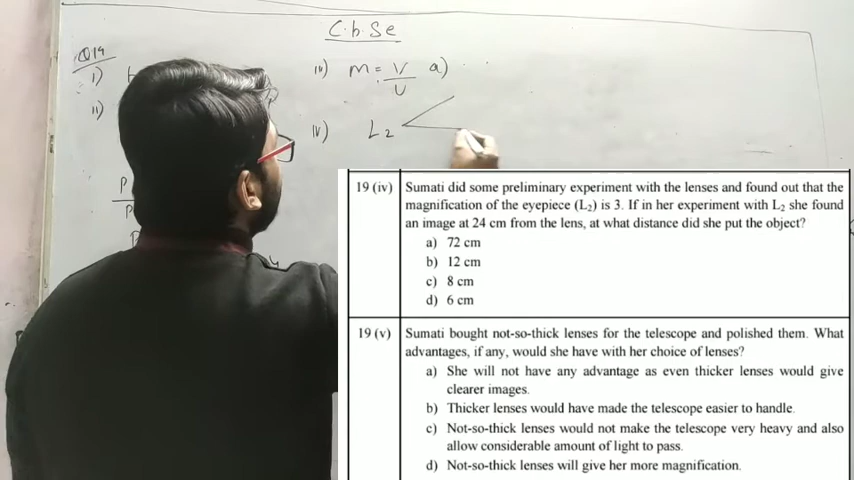 C.b.Se
Q19
i)
ii)
iv) m = V a)
U
iv) L2
19 (iv) Sumati did some preliminary experiment with the lenses and found out that the
magnification of the eyepiece (L2) is 3. If in her experiment with L2 she found
an image at 24 cm from the lens, at what distance did she put the object?
a) 72 cm
b) 12 cm
c) 8 cm
d) 6 cm
19 (v) Sumati bought not-so-thick lenses for the telescope and polished them. What
advantages, if any, would she have with her choice of lenses?
a) She will not have any advantage as even thicker lenses would give
clearer images.
b) Thicker lenses would have made the telescope easier to handle.
c) Not-so-thick lenses would not make the telescope very heavy and also
allow considerable amount of light to pass.
d) Not-so-thick lenses will give her more magnification.